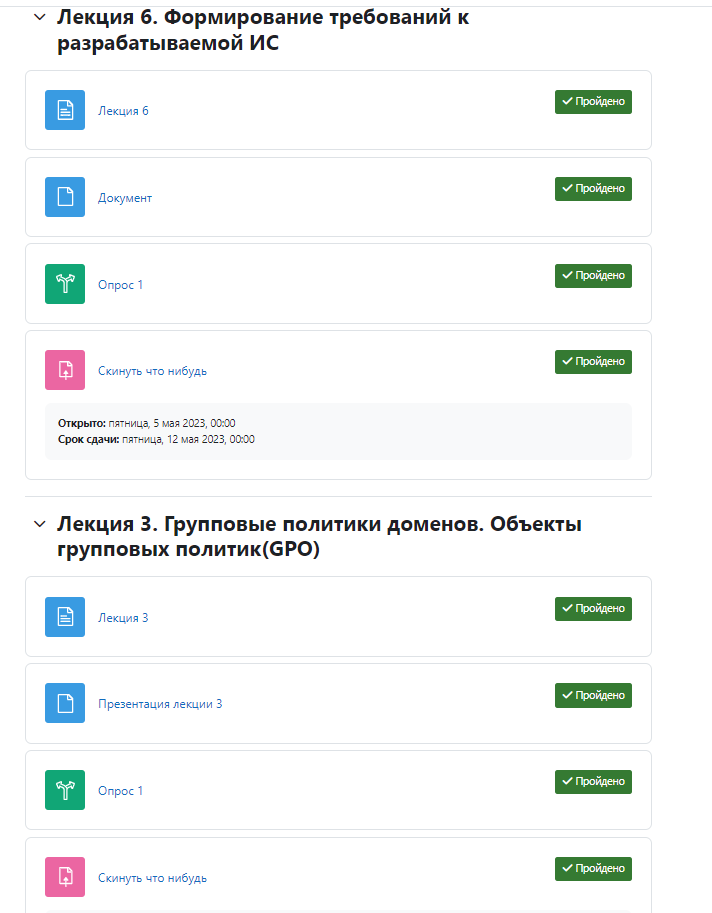 Лекция 6. Формирование требований к
разрабатываемой ИС
Лекция 6
Пройдено
Документ
Пройдено
Опрос 1
Пройдено
Скинуть что нибудь
Пройдено
Открыто: пятница, 5 мая 2023, 00:00
Срок сдачи: пятница, 12 мая 2023, 00:00
Лекция 3. Групповые политики доменов. Объекты
групповых политик(GPO)
Лекция 3
Пройдено
Презентация лекции 3
Пройдено
Опрос 1
Пройдено
Скинуть что нибудь
Пройдено